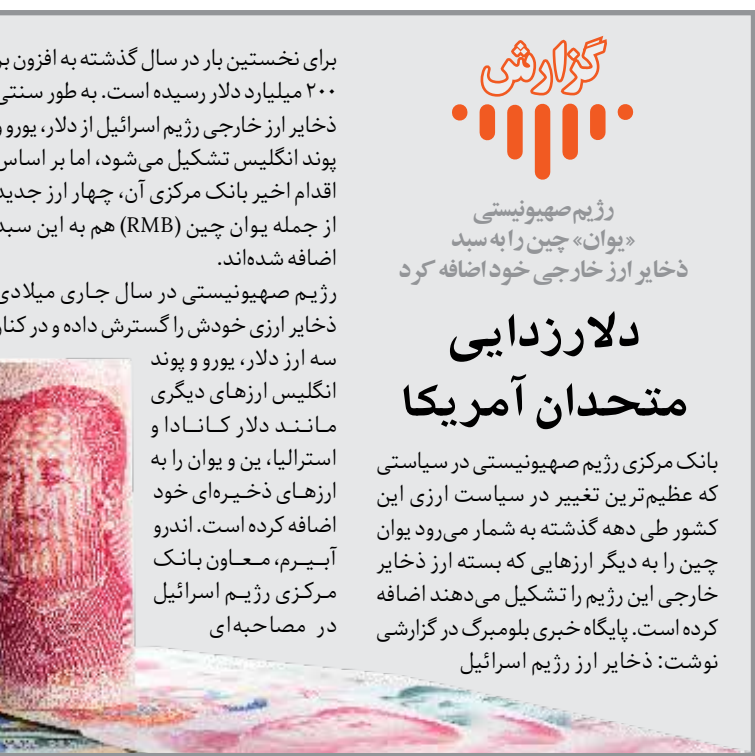 گزارش
رژیم صهیونیستی
«یوان» چین را به سبد
ذخایر ارز خارجی خود اضافه کرد
دلارزدایی
متحدان آمریکا
بانک مرکزی رژیم صهیونیستی در سیاستی
که عظیم‌ترین تغییر در سیاست ارزی این
کشور طی دهه گذشته به شمار می‌رود یوان
چین را به دیگر ارزهایی که بسته ارز ذخایر
خارجی این رژیم را تشکیل می‌دهند اضافه
کرده است. پایگاه خبری بلومبرگ در گزارشی
نوشت: ذخایر ارز رژیم اسرائیل
برای نخستین بار در سال گذشته به افزون بر
۲۰۰ میلیارد دلار رسیده است. به طور سنتی
ذخایر ارز خارجی رژیم اسرائیل از دلار، یورو و
پوند انگلیس تشکیل می‌شود، اما بر اساس
اقدام اخیر بانک مرکزی آن، چهار ارز جدید
از جمله یوان چین (RMB) هم به این سبد
اضافه شده‌اند.
رژیم صهیونیستی در سال جاری میلادی
ذخایر ارزی خودش را گسترش داده و در کنار
سه ارز دلار، یورو و پوند
انگلیس ارزهای دیگری
مانند دلار کانادا و
استرالیا، ین و یوان را به
ارزهای ذخیره‌ای خود
اضافه کرده است. اندرو
آبیرم، معاون بانک
مرکزی رژیم اسرائیل
در مصاحبه‌ای